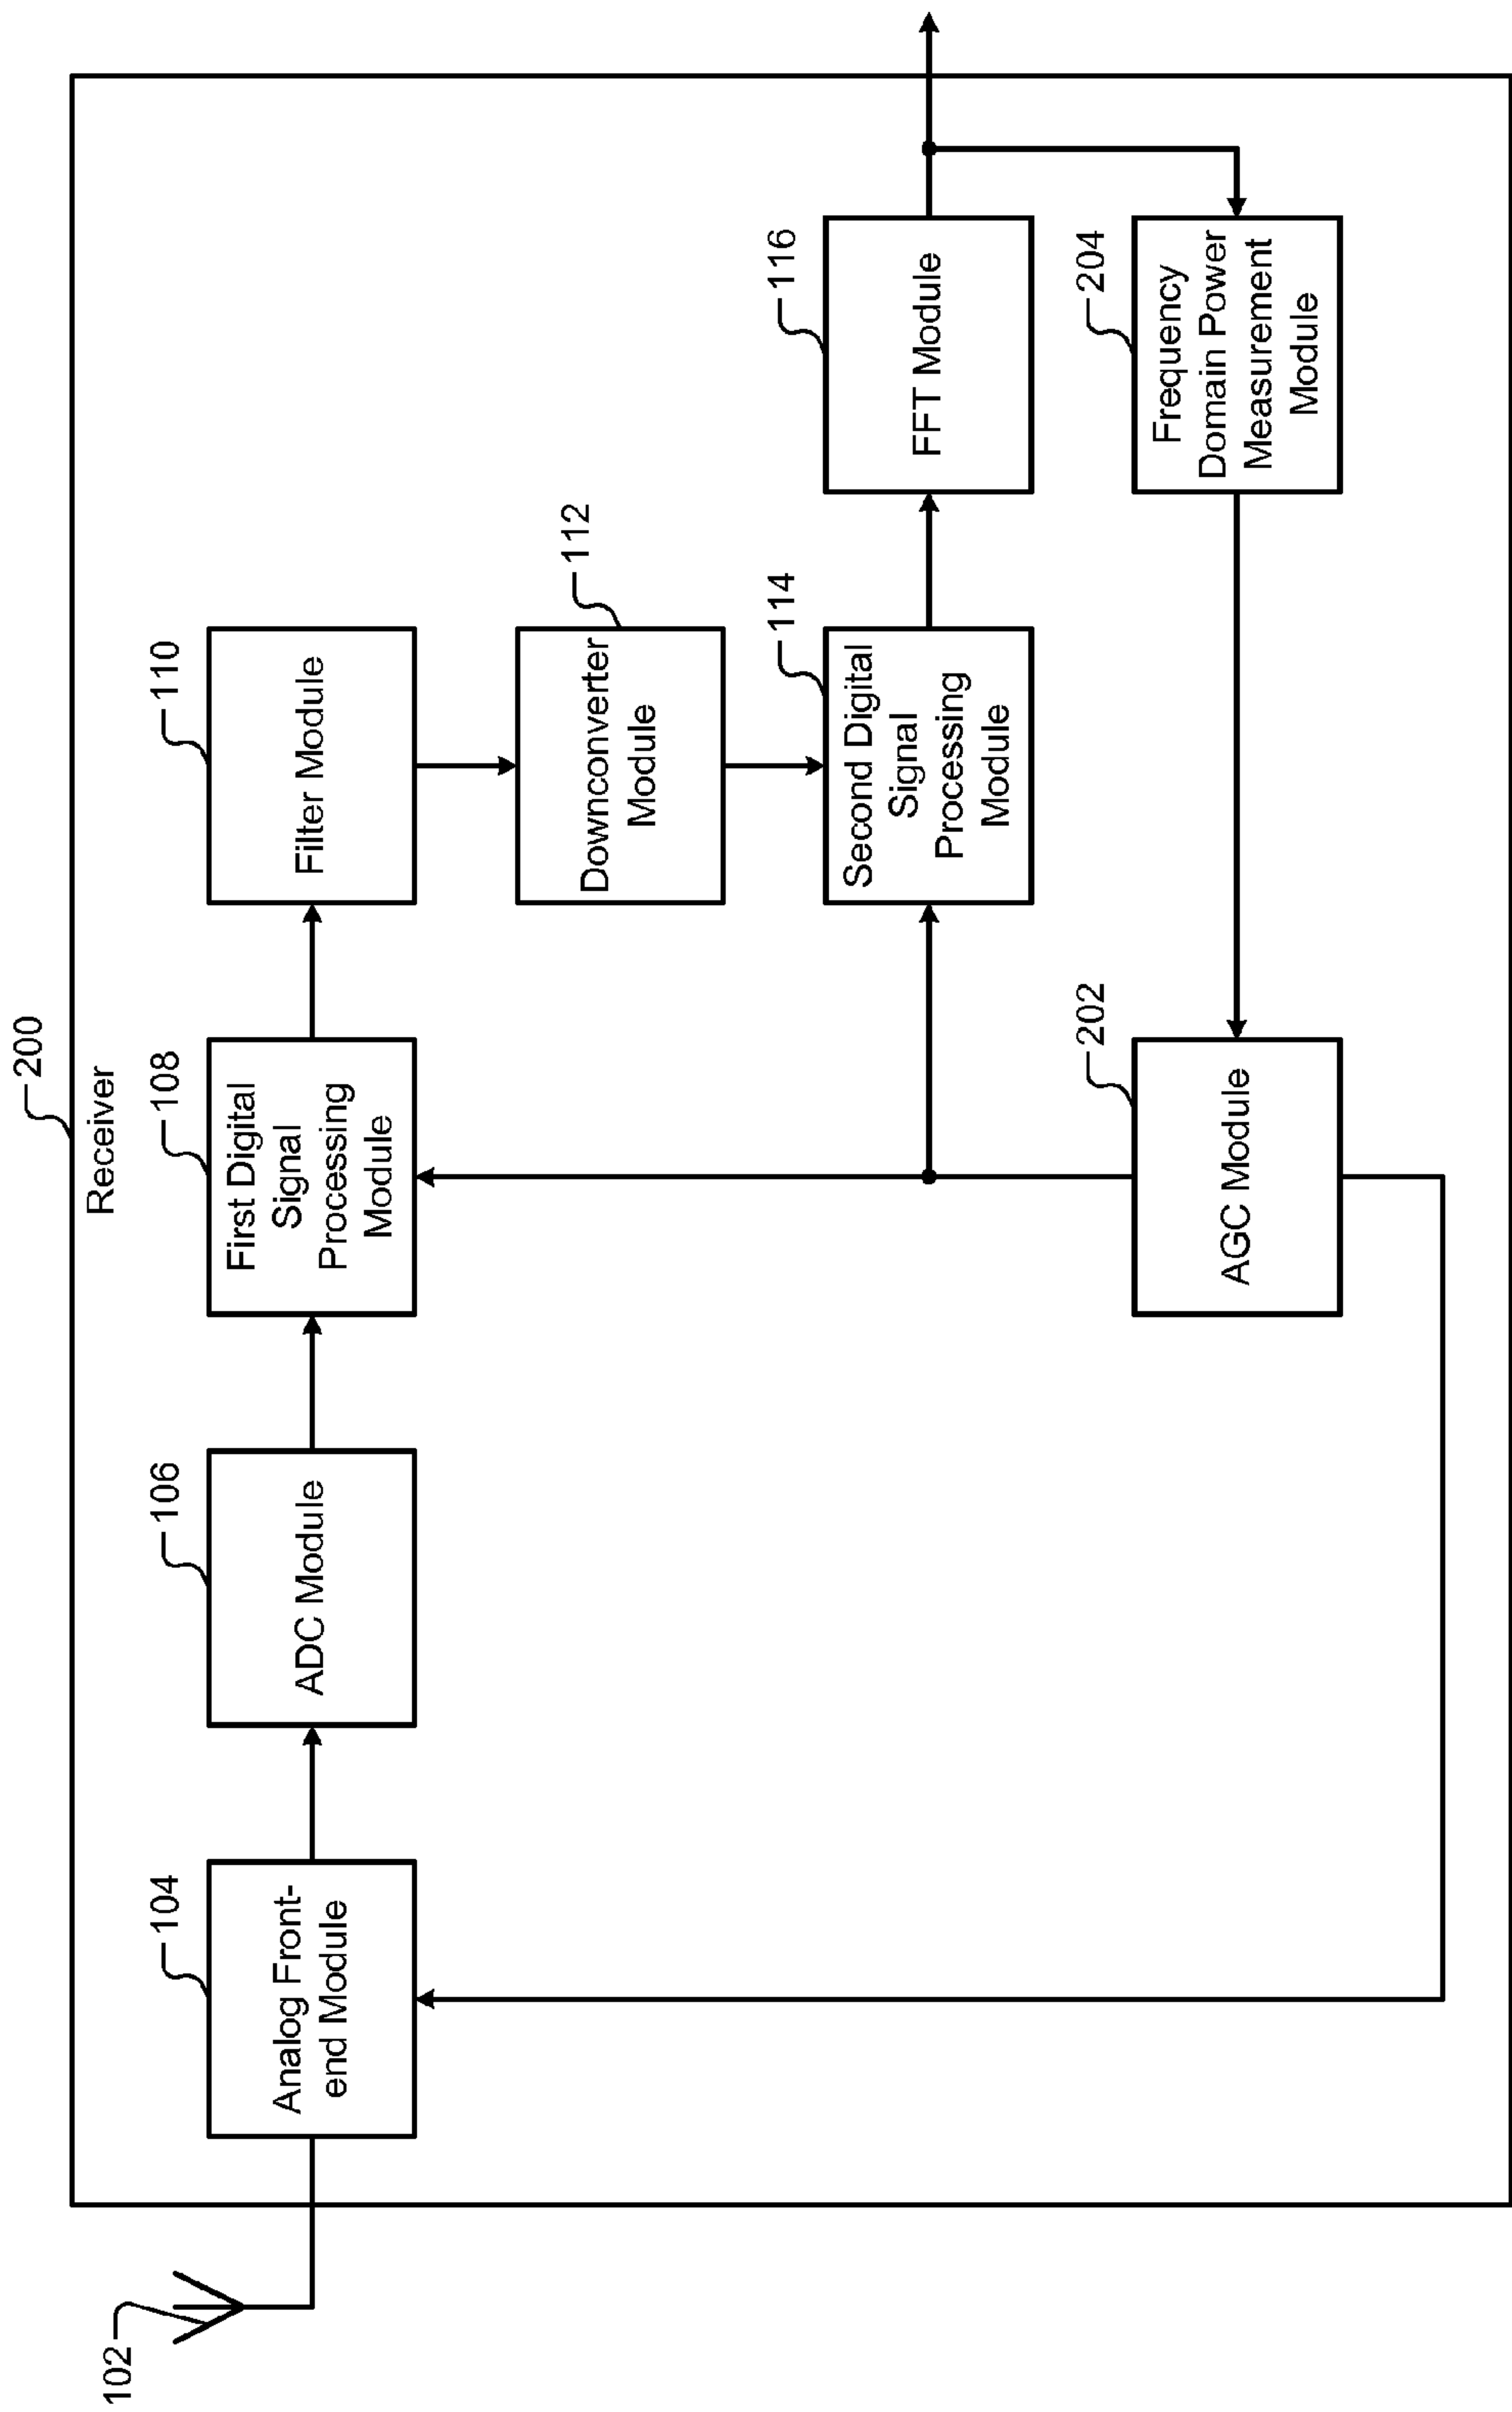 200
Receiver
102
104
Analog Front-
end Module
106
ADC Module
108
First Digital
Signal
Processing
Module
110
Filter Module
112
Downconverter
Module
114
Second Digital
Signal
Processing
Module
116
FFT Module
202
AGC Module
204
Frequency
Domain Power
Measurement
Module